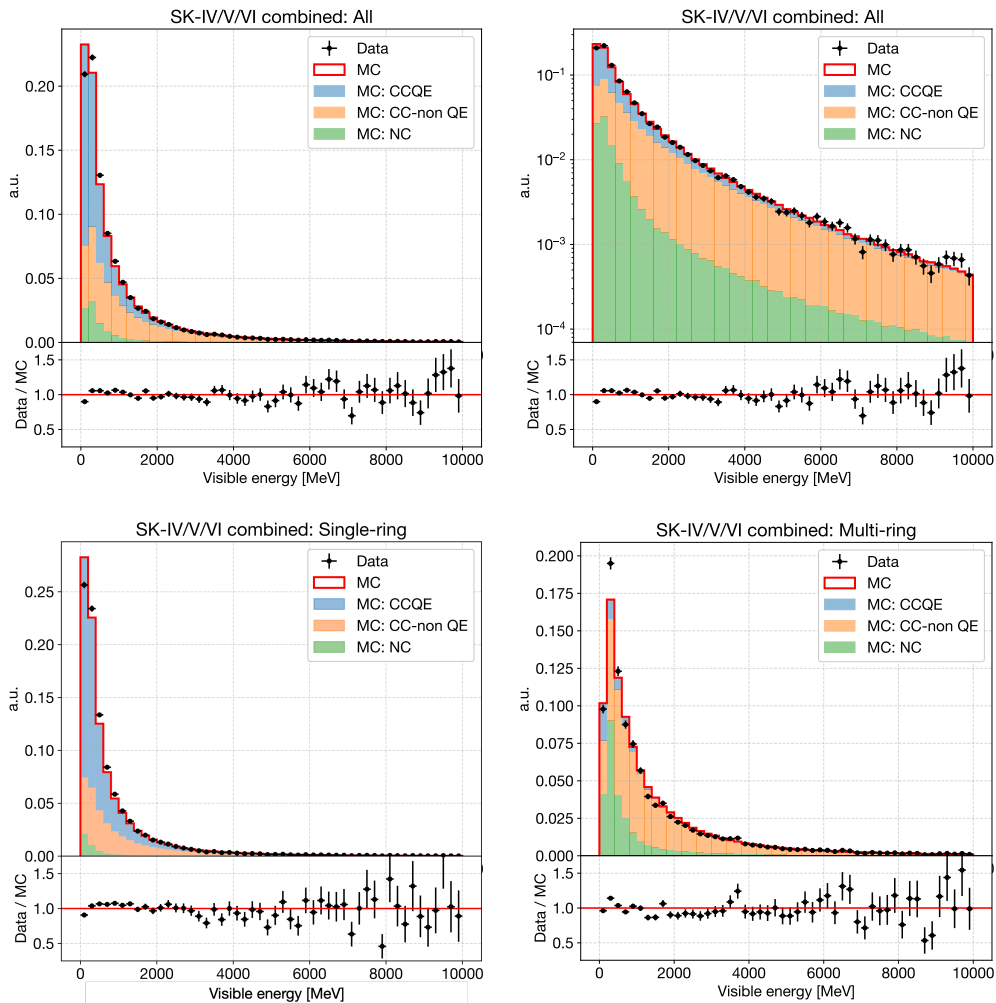 SK-IV/V/VI combined: All
Data
MC
MC: CCQE
MC: CC-non QE
MC: NC
a.u.
0.20
0.15
0.10
0.05
0.00
Data / MC
1.5
1.0
0.5
0 2000 4000 6000 8000 10000
Visible energy [MeV]
SK-IV/V/VI combined: All
Data
MC
MC: CCQE
MC: CC-non QE
MC: NC
a.u.
10⁻¹
10⁻²
10⁻³
10⁻⁴
Data / MC
1.5
1.0
0.5
0 2000 4000 6000 8000 10000
Visible energy [MeV]
SK-IV/V/VI combined: Single-ring
Data
MC
MC: CCQE
MC: CC-non QE
MC: NC
a.u.
0.25
0.20
0.15
0.10
0.05
0.00
Data / MC
1.5
1.0
0.5
0 2000 4000 6000 8000 10000
Visible energy [MeV]
SK-IV/V/VI combined: Multi-ring
Data
MC
MC: CCQE
MC: CC-non QE
MC: NC
a.u.
0.200
0.175
0.150
0.125
0.100
0.075
0.050
0.025
0.000
Data / MC
1.5
1.0
0.5
0 2000 4000 6000 8000 10000
Visible energy [MeV]